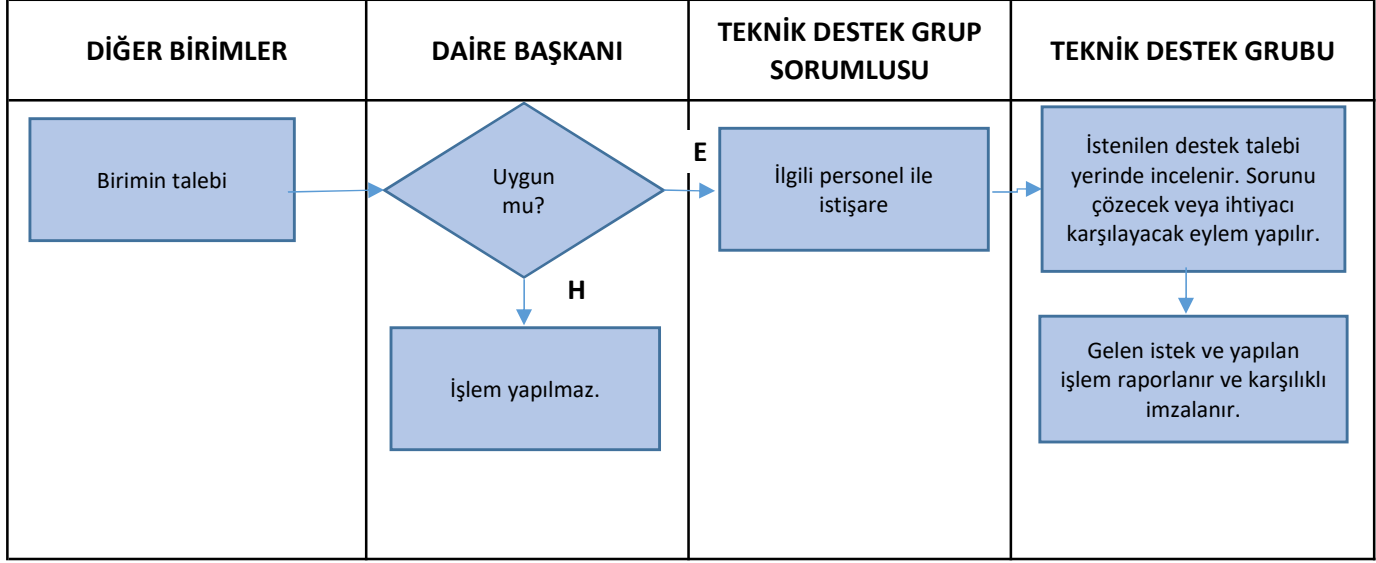 DİĞER BİRİMLER
DAİRE BAŞKANI
TEKNİK DESTEK GRUP
SORUMLUSU
TEKNİK DESTEK GRUBU
Birimin talebi
Uygun
mu?
E
H
İşlem yapılmaz.
İlgili personel ile
istişare
İstenilen destek talebi
yerinde incelenir. Sorunu
çözecek veya ihtiyacı
karşılayacak eylem yapılır.
Gelen istek ve yapılan
işlem raporlanır ve karşılıklı
imzalanır.